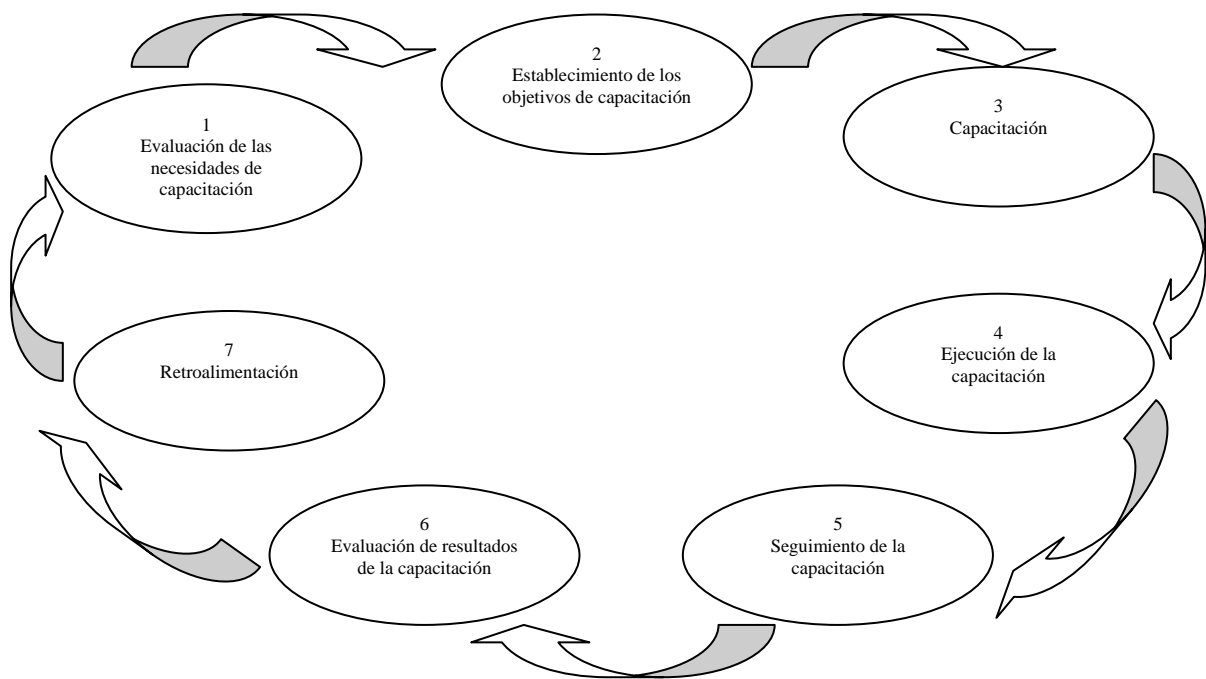 1
Evaluación de las
necesidades de
capacitación
2
Establecimiento de los
objetivos de capacitación
3
Capacitación
4
Ejecución de la
capacitación
5
Seguimiento de la
capacitación
6
Evaluación de resultados
de la capacitación
7
Retroalimentación